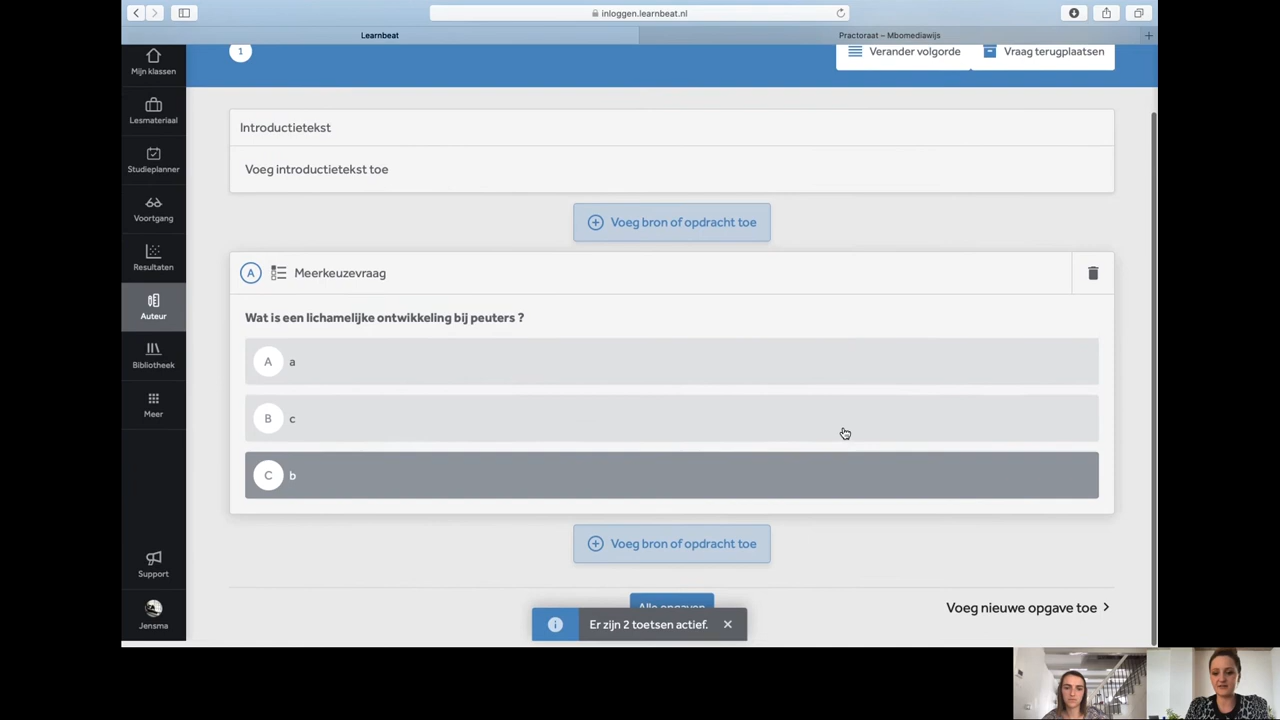 inloggen.learnbeat.nl
Learnbeat
Practoraat – Mbomediawijs
1
Verander volgorde
Vraag terugplaatsen
Mijn klassen
Lesmateriaal
Studieplanner
Voortgang
Resultaten
Auteur
Bibliotheek
Meer
Support
Jensma
Introductietekst
Voeg introductietekst toe
Voeg bron of opdracht toe
A Meerkeuzevraag
Wat is een lichamelijke ontwikkeling bij peuters ?
A a
B c
C b
Voeg bron of opdracht toe
Alle opgaven
Voeg nieuwe opgave toe
Er zijn 2 toetsen actief.